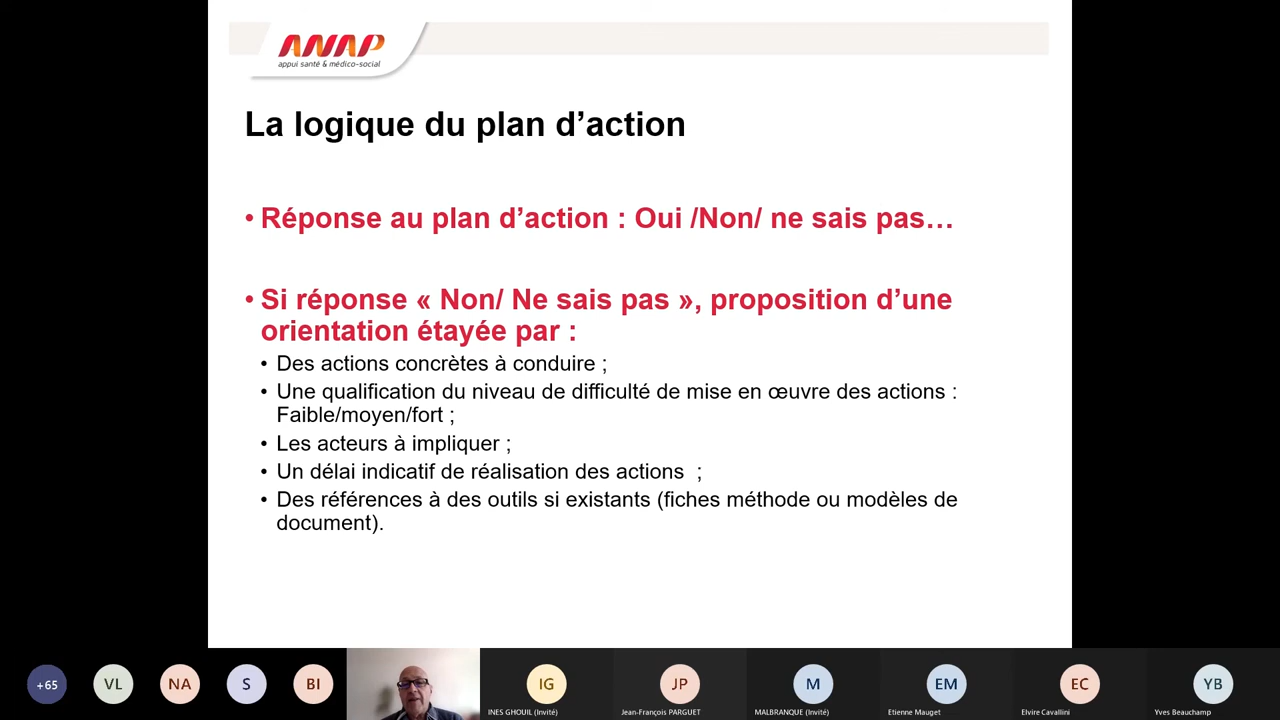 ANAP
appui santé & médico-social
La logique du plan d’action
• Réponse au plan d’action : Oui /Non/ ne sais pas…
• Si réponse « Non/ Ne sais pas », proposition d’une
orientation étayée par :
• Des actions concrètes à conduire ;
• Une qualification du niveau de difficulté de mise en œuvre des actions :
Faible/moyen/fort ;
• Les acteurs à impliquer ;
• Un délai indicatif de réalisation des actions  ;
• Des références à des outils si existants (fiches méthode ou modèles de
document).
+65
VL
NA
S
BI
IG
JP
M
EM
EC
YB
INES GHOUIL (Invité)
Jean-François PARGUET
MALBRANQUE (Invité)
Etienne Mauget
Elvire Cavallini
Yves Beauchamp